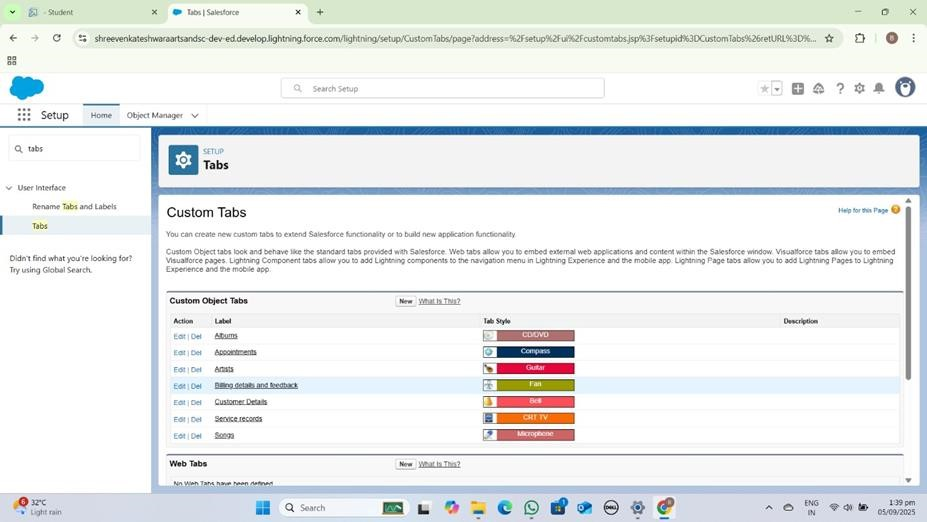 - Student
Tabs | Salesforce
shreevenkateshwaraartsandsc-dev-ed.develop.lightning.force.com/lightning/setup/CustomTabs/page?address=%2Fsetup%2Fui%2Fcustomtabs.jsp%3Fsetupid%3DCustomTabs%26retURL%3D%...
B
Search Setup
Setup
Home
Object Manager
tabs
User Interface
Rename Tabs and Labels
Tabs
Didn't find what you're looking for?
Try using Global Search.
SETUP
Tabs
Custom Tabs
Help for this Page
You can create new custom tabs to extend Salesforce functionality or to build new application functionality.
Custom Object tabs look and behave like the standard tabs provided with Salesforce. Web tabs allow you to embed external web applications and content within the Salesforce window. Visualforce tabs allow you to embed
Visualforce pages. Lightning Component tabs allow you to add Lightning components to the navigation menu in Lightning Experience and the mobile app. Lightning Page tabs allow you to add Lightning Pages to Lightning
Experience and the mobile app.
Custom Object Tabs New What Is This?
Action Label Tab Style Description
Edit | Del Albums CD/DVD
Edit | Del Appointments Compass
Edit | Del Artists Guitar
Edit | Del Billing details and feedback Fan
Edit | Del Customer Details Bell
Edit | Del Service records CRT TV
Edit | Del Songs Microphone
Web Tabs New What Is This?
No Web Tabs have been defined
6
32°C
Light rain
Search
DELL
ENG
IN
1:39 pm
05/09/2025